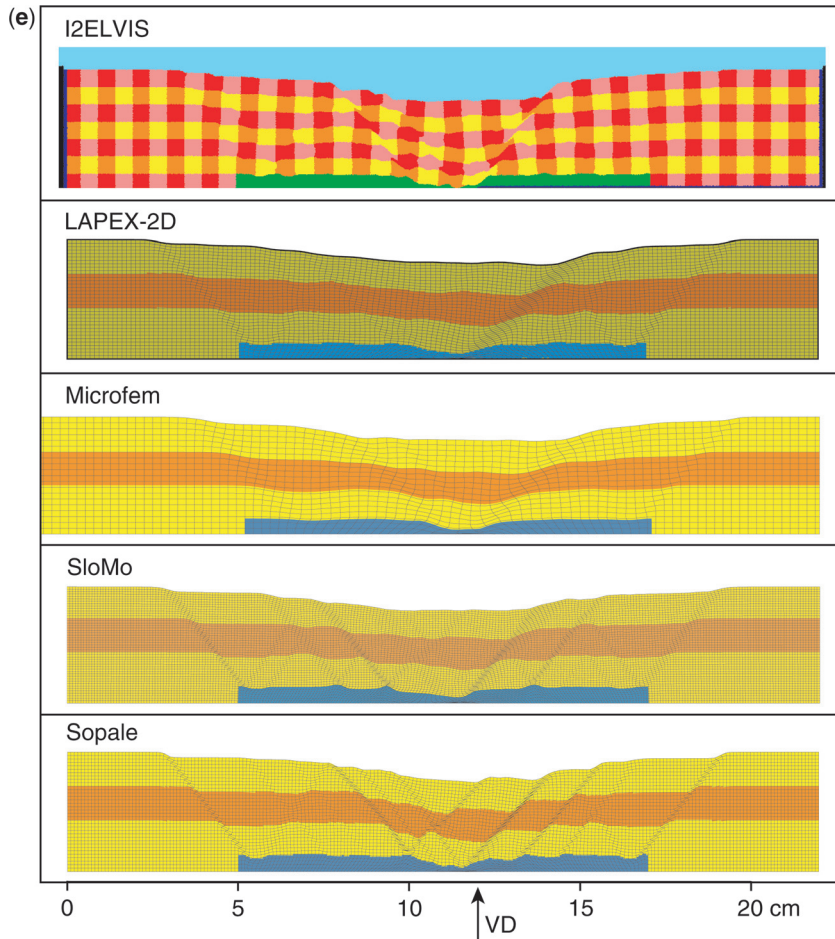 (e)
I2ELVIS
LAPEX-2D
Microfem
SloMo
Sopale
0 5 10 15 20 cm
VD